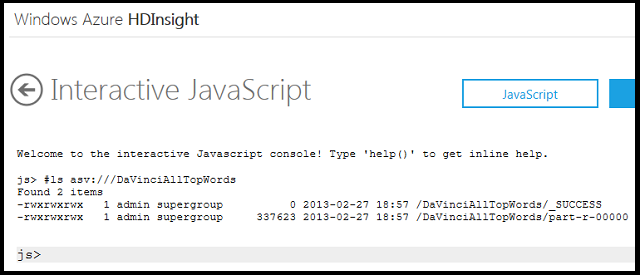 Windows Azure HDInsight
Interactive JavaScript
JavaScript
Welcome to the interactive Javascript console! Type 'help()' to get inline help.
js> #ls asv:///DaVinciAllTopWords
Found 2 items
-rwxrwxrwx   1 admin supergroup          0 2013-02-27 18:57 /DaVinciAllTopWords/_SUCCESS
-rwxrwxrwx   1 admin supergroup     337623 2013-02-27 18:57 /DaVinciAllTopWords/part-r-00000
js>